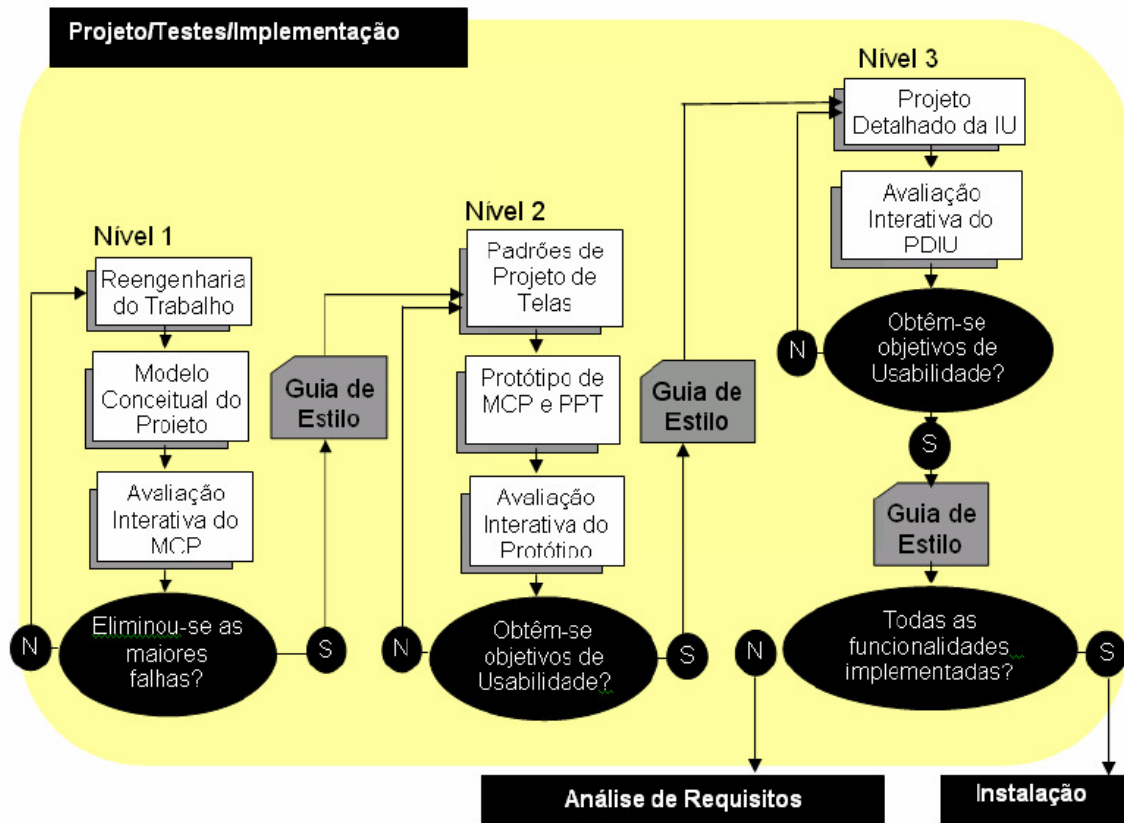 Projeto/Testes/Implementação
Nível 1
Reengenharia
do Trabalho
Modelo
Conceitual do
Projeto
Avaliação
Interativa do
MCP
Eliminou-se as
maiores
falhas?
N
S
Guia de
Estilo
Nível 2
Padrões de
Projeto de
Telas
Protótipo de
MCP e PPT
Avaliação
Interativa do
Protótipo
Obtêm-se
objetivos de
Usabilidade?
N
S
Guia de
Estilo
Nível 3
Projeto
Detalhado da IU
Avaliação
Interativa do
PDIU
Obtêm-se
objetivos de
Usabilidade?
N
S
Guia de
Estilo
Todas as
funcionalidades
implementadas?
N
S
Análise de Requisitos
Instalação